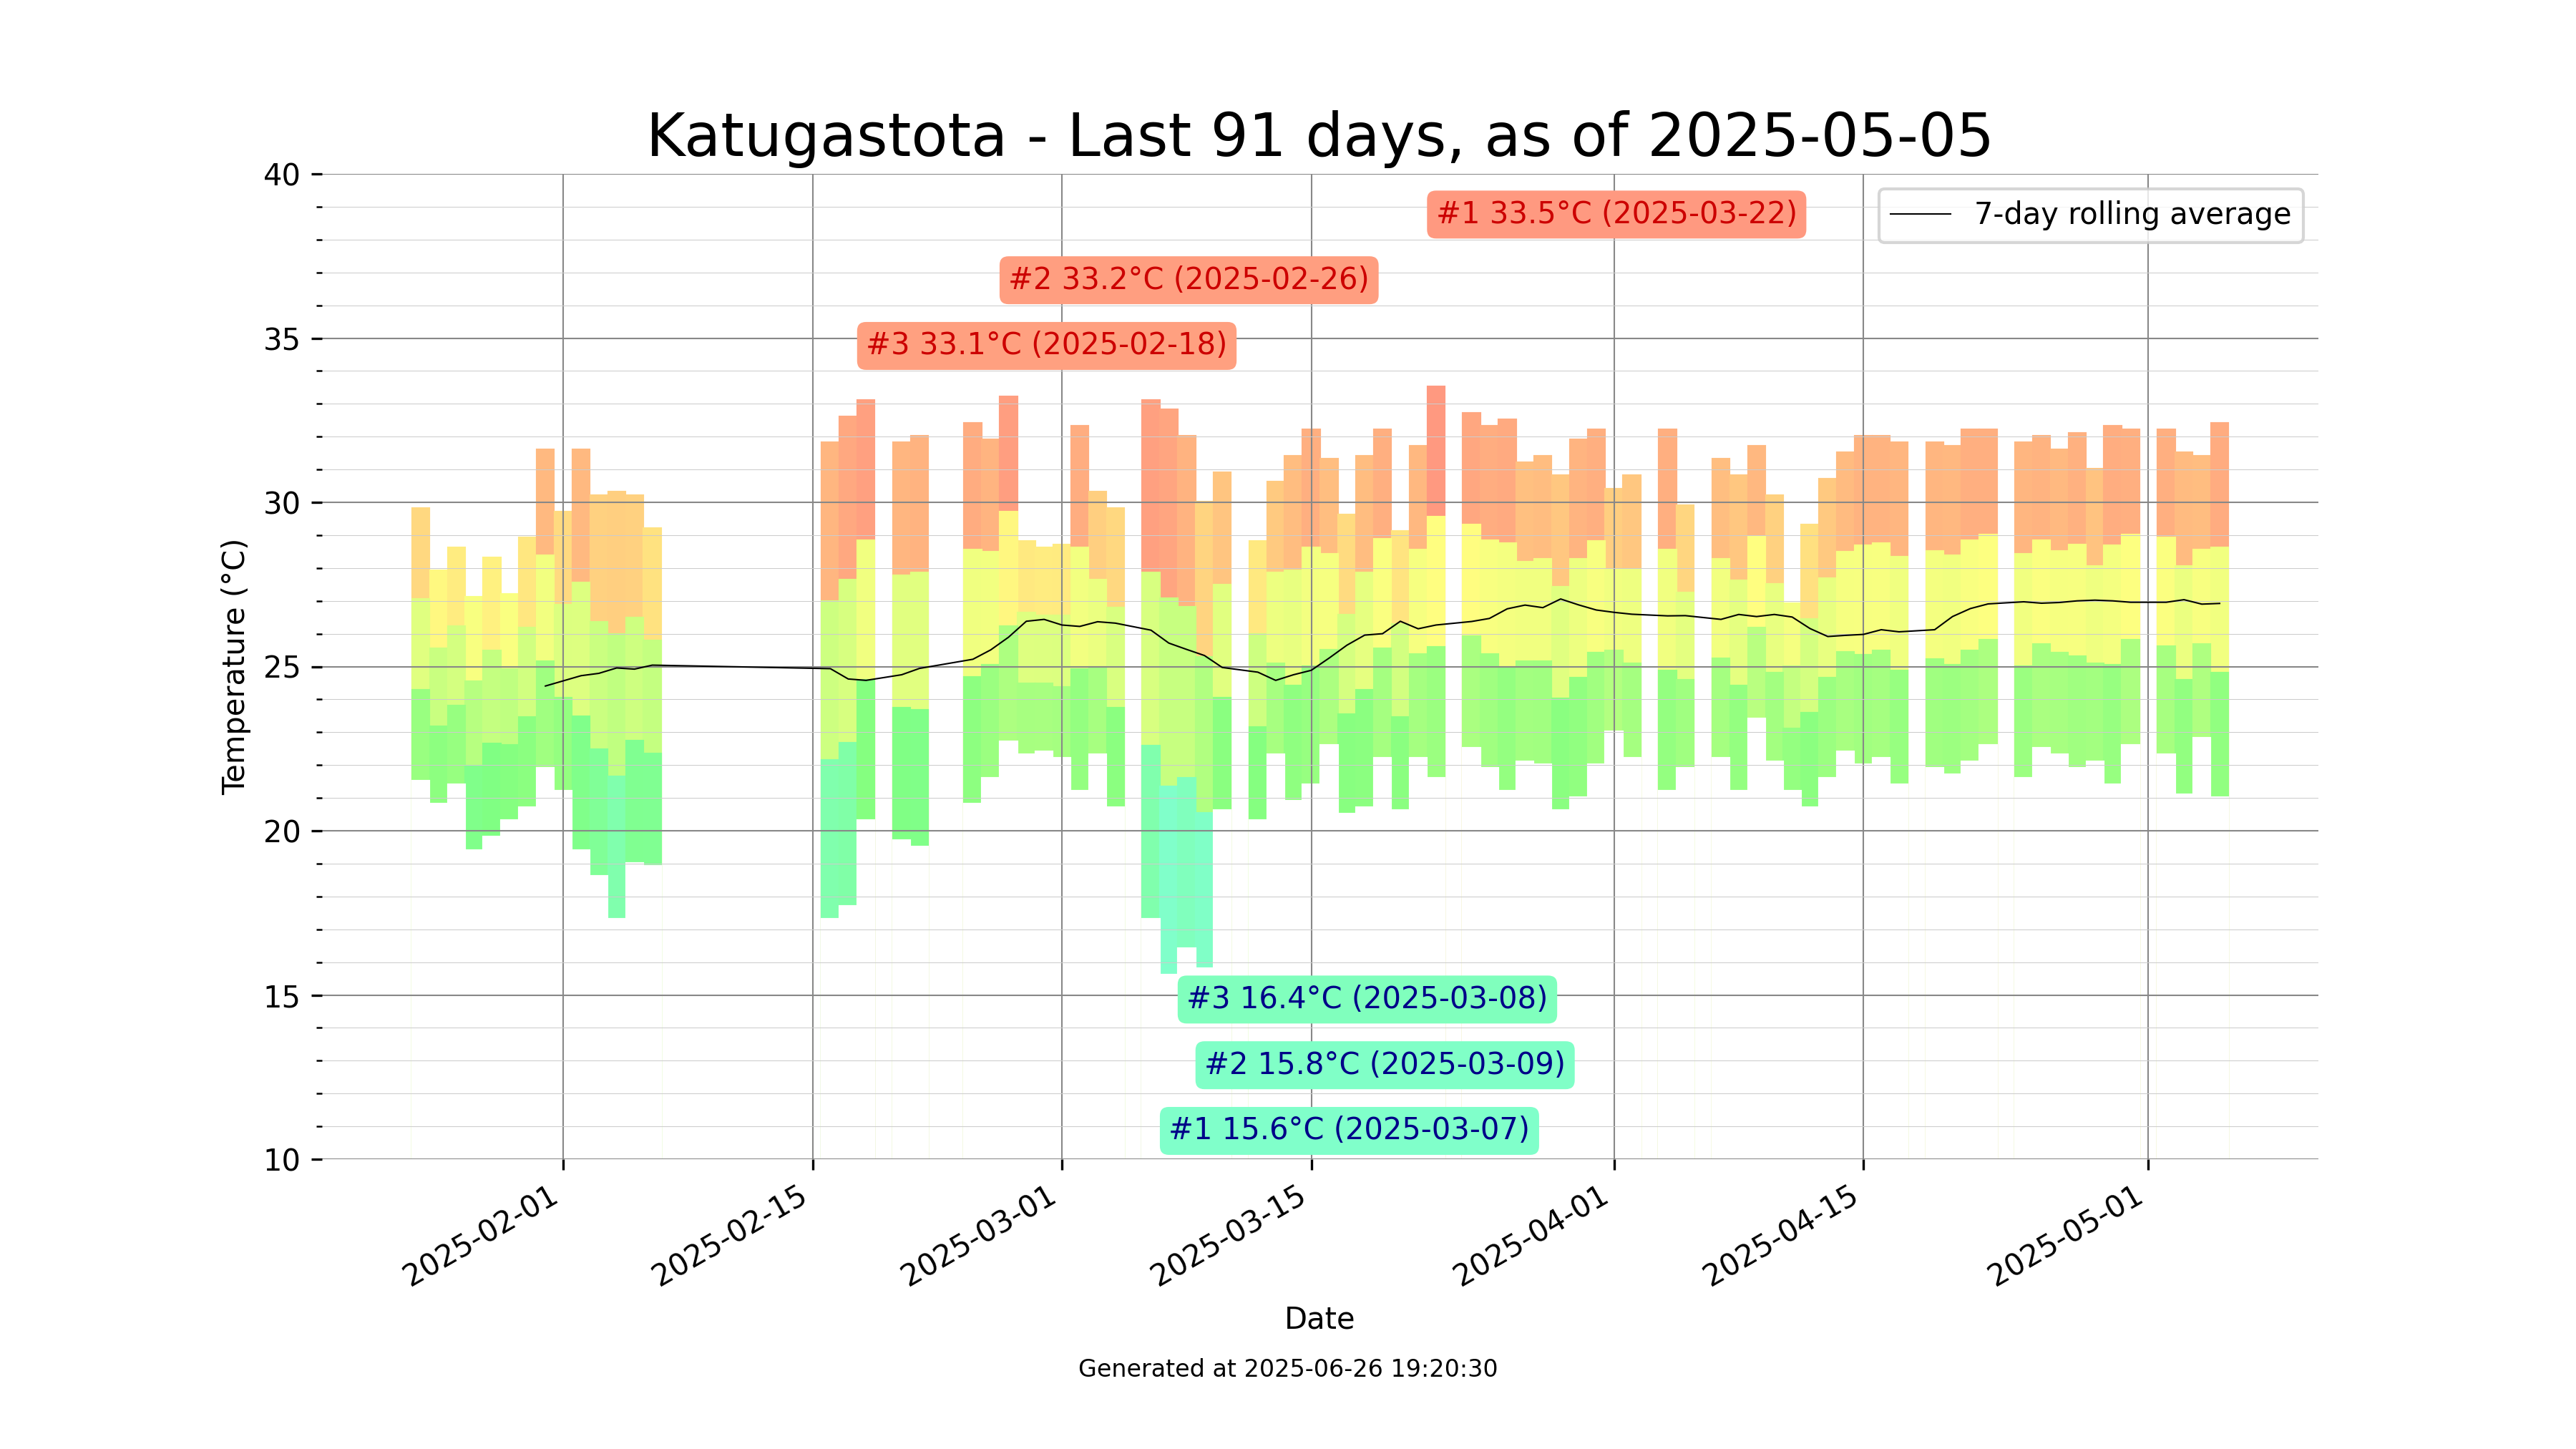 Katugastota - Last 91 days, as of 2025-05-05
7-day rolling average
#1 33.5°C (2025-03-22)
#2 33.2°C (2025-02-26)
#3 33.1°C (2025-02-18)
#3 16.4°C (2025-03-08)
#2 15.8°C (2025-03-09)
#1 15.6°C (2025-03-07)
Temperature (°C)
40
35
30
25
20
15
10
2025-02-01
2025-02-15
2025-03-01
2025-03-15
2025-04-01
2025-04-15
2025-05-01
Date
Generated at 2025-06-26 19:20:30